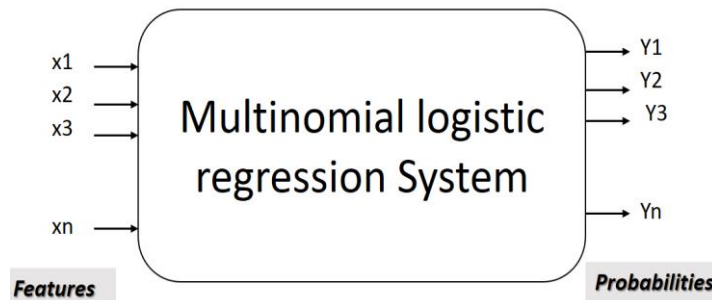 x1
x2
x3
xn
Features
Multinomial logistic
regression System
Y1
Y2
Y3
Yn
Probabilities